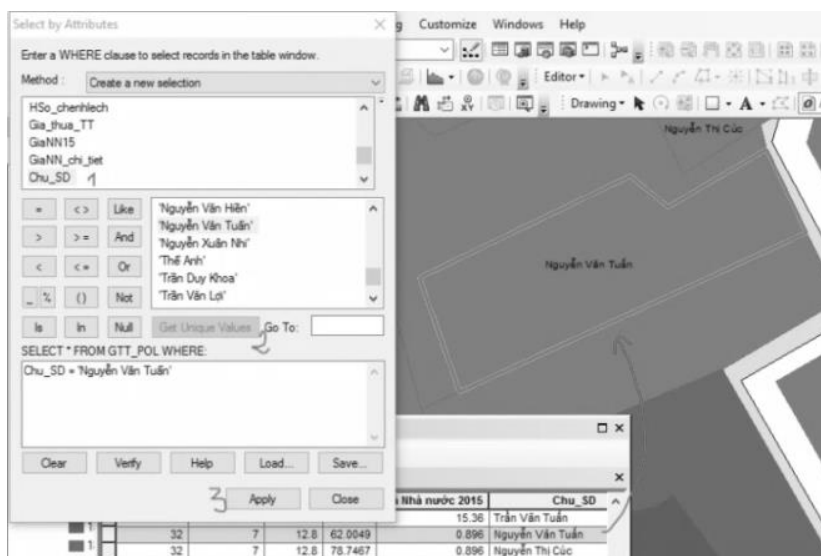 Select by Attributes
g Customize Windows Help
Enter a WHERE clause to select records in the table window.
Method : Create a new selection
HSo_chenhlech
Gia_thua_TT
GiaNN15
GiaNN_chi_tiet
Chu_SD 1
= < > Like
> > = And
< < = Or
_ % () Not
Is In Null
'Nguyễn Văn Hiền'
'Nguyễn Văn Tuấn'
'Nguyễn Xuân Nhi'
'Thế Anh'
'Trần Duy Khoa'
'Trần Văn Lợi'
Get Unique Values Go To:
2
SELECT * FROM GTT_POL WHERE:
Chu_SD = 'Nguyễn Văn Tuấn'
Clear Verify Help Load... Save...
3 Apply Close
Editor
Drawing A
Nguyễn Thị Cúc
Nguyễn Văn Tuấn
Nhà nước 2015 Chu_SD
15.36 Trần Văn Tuấn
32 7 12.8 62.0049 0.896 Nguyễn Văn Tuấn
32 7 12.8 78.7467 0.896 Nguyễn Thị Cúc